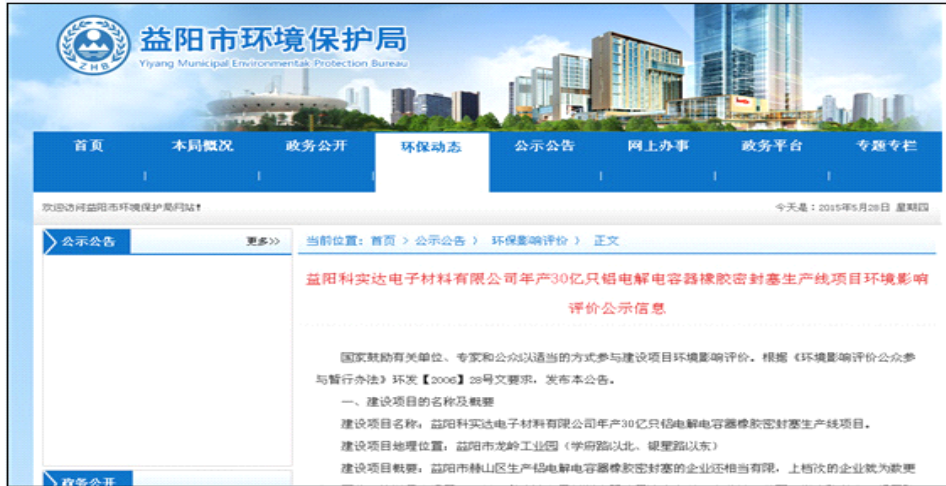 益阳市环境保护局
Yiyang Municipal Environmentak Protection Bureau
ZHB
首页 本局概况 政务公开 环保动态 公示公告 网上办事 政务平台 专题专栏
欢迎访问益阳市环境保护局网站!
今天是:2015年5月28日 星期四
公示公告 更多>>
当前位置:首页 > 公示公告 》 环保影响评价 》 正文
益阳科实达电子材料有限公司年产30亿只铝电解电容器橡胶密封塞生产线项目环境影响
评价公示信息
国家鼓励有关单位、专家和公众以适当的方式参与建设项目环境影响评价。根据《环境影响评价公众参
与暂行办法》环发【2006】28号文要求,发布本公告。
一、建设项目的名称及概要
建设项目名称:益阳科实达电子材料有限公司年产30亿只铝电解电容器橡胶密封塞生产线项目。
建设项目地理位置:益阳市龙岭工业园(学府路以北、银墅路以东)
建设项目概要:益阳市赫山区生产铝电解电容器橡胶密封塞的企业还相当有限,上档次的企业就为数更
政务公开